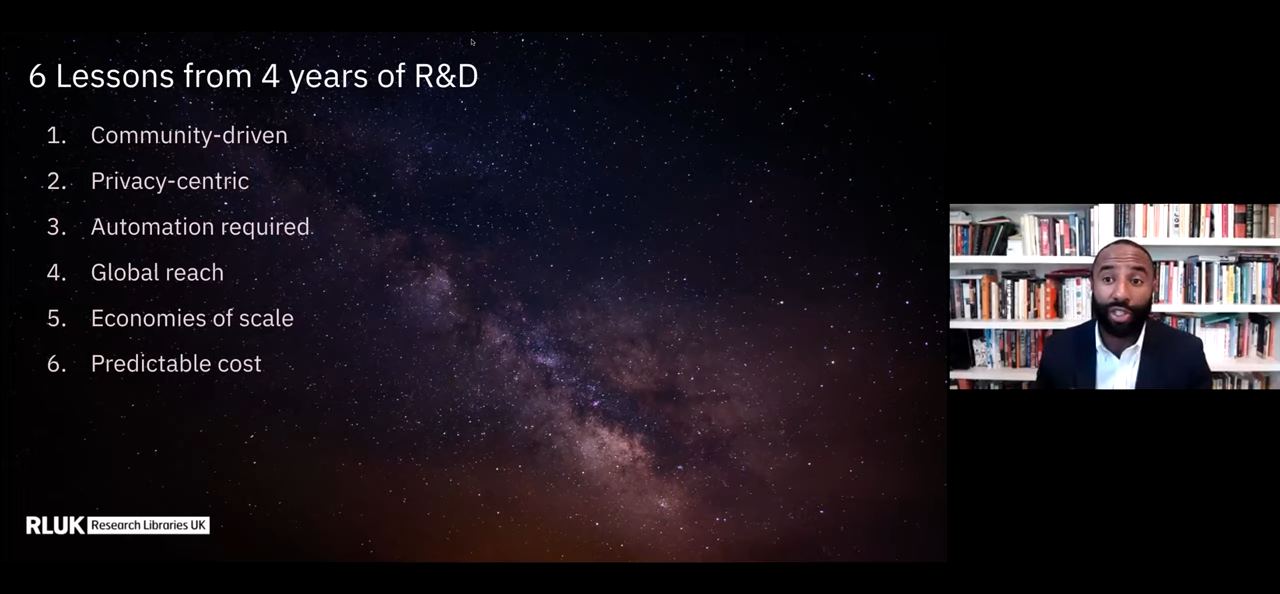 6 Lessons from 4 years of R&D
1. Community-driven
2. Privacy-centric
3. Automation required
4. Global reach
5. Economies of scale
6. Predictable cost
RLUK Research Libraries UK